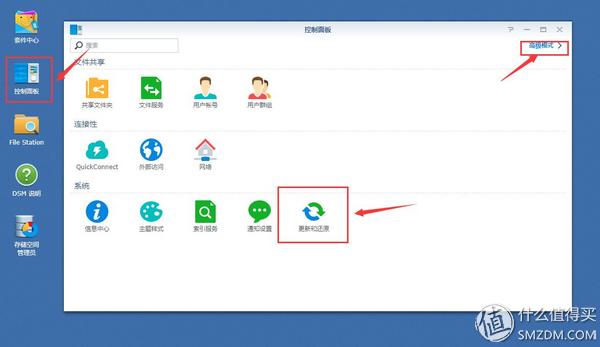 套件中心
控制面板
File Station
DSM 说明
存储空间
管理员
控制面板
搜索
高级模式
文件共享
共享文件夹
文件服务
用户帐号
用户群组
连接性
QuickConnect
外部访问
网络
系统
信息中心
主题样式
索引服务
通知设置
更新和还原
值 什么值得买
SMZDM.COM